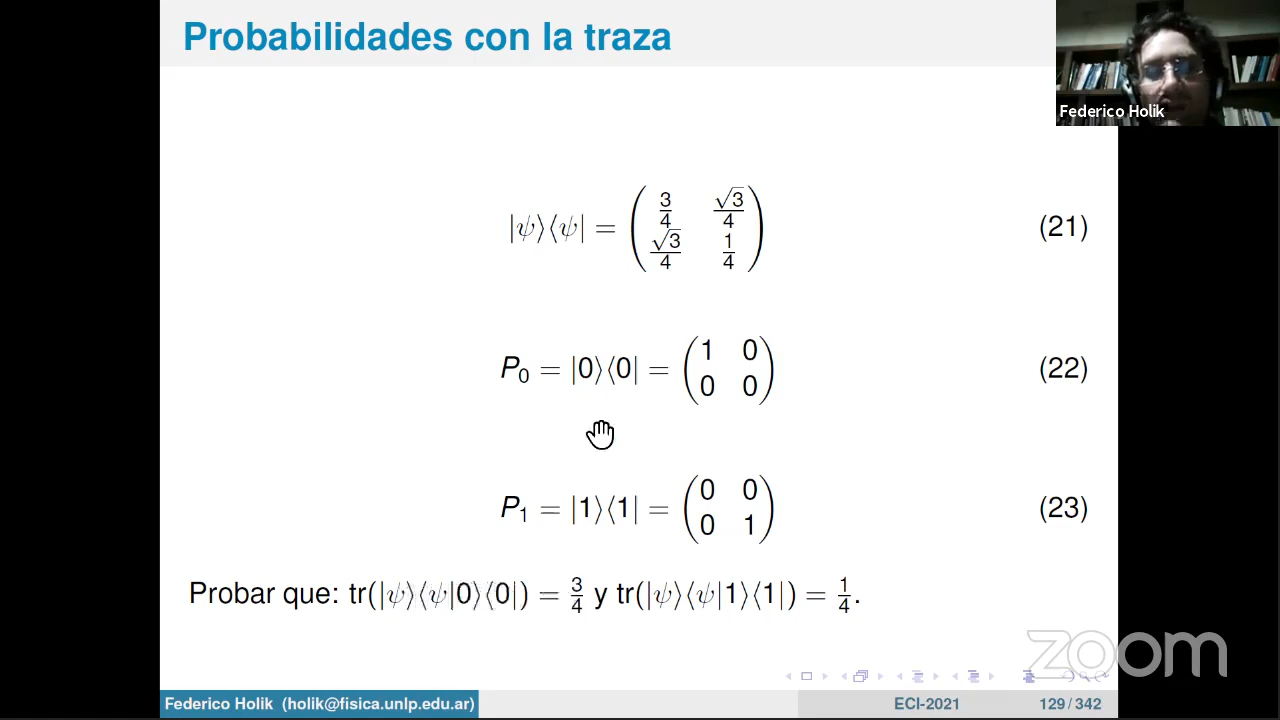 Probabilidades con la traza
Federico Holik
|ψ⟩⟨ψ| = (3/4 √3/4 √3/4 1/4) (21)
P₀ = |0⟩⟨0| = (1 0 0 0) (22)
P₁ = |1⟩⟨1| = (0 0 0 1) (23)
Probar que: tr(|ψ⟩⟨ψ|0⟩⟨0|) = 3/4 y tr(|ψ⟩⟨ψ|1⟩⟨1|) = 1/4.
zoom
Federico Holik (holik@fisica.unlp.edu.ar) ECI-2021 129 / 342